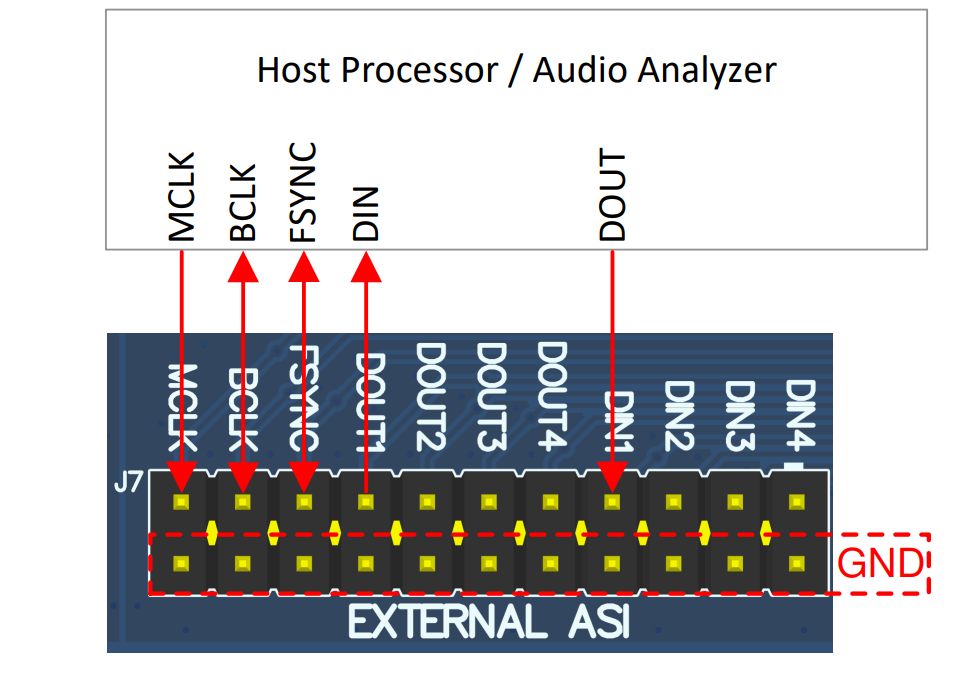 Host Processor / Audio Analyzer
MCLK
BCLK
FSYNC
DIN
DOUT
MCLK
BCLK
FSYNC
DOUT1
DOUT2
DOUT3
DOUT4
DIN1
DIN2
DIN3
DIN4
J7
GND
EXTERNAL ASI